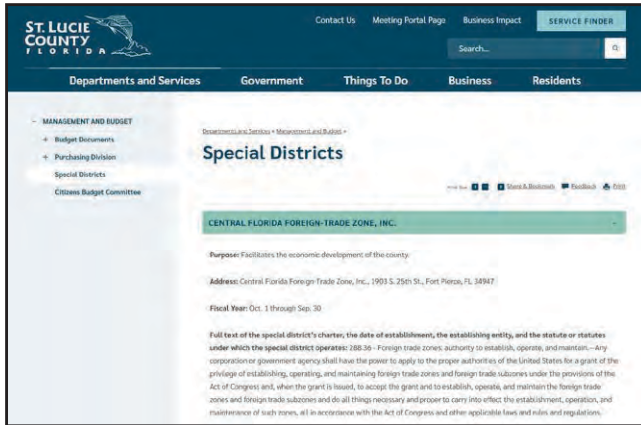 ST. LUCIE
COUNTY
FLORIDA
Contact Us Meeting Portal Page Business Impact SERVICE FINDER
Search...
Departments and Services Government Things To Do Business Residents
- MANAGEMENT AND BUDGET
+ Budget Documents
+ Purchasing Division
Special Districts
Citizens Budget Committee
Departments and Services » Management and Budget »
Special Districts
Share & Bookmark Feedback Print
CENTRAL FLORIDA FOREIGN-TRADE ZONE, INC. -
Purpose: Facilitates the economic development of the county.
Address: Central Florida Foreign-Trade Zone, Inc., 1903 S. 25th St., Fort Pierce, FL 34947
Fiscal Year: Oct. 1 through Sep. 30
Full text of the special district's charter, the date of establishment, the establishing entity, and the statute or statutes
under which the special district operates: 288.36 - Foreign trade zones; authority to establish, operate, and maintain.—Any
corporation or government agency shall have the power to apply to the proper authorities of the United States for a grant of the
privilege of establishing, operating, and maintaining foreign trade zones and foreign trade subzones under the provisions of the
Act of Congress and, when the grant is issued, to accept the grant and to establish, operate, and maintain the foreign trade
zones and foreign trade subzones and do all things necessary and proper to carry into effect the establishment, operation, and
maintenance of such zones, all in accordance with the Act of Congress and other applicable laws and rules and regulations.